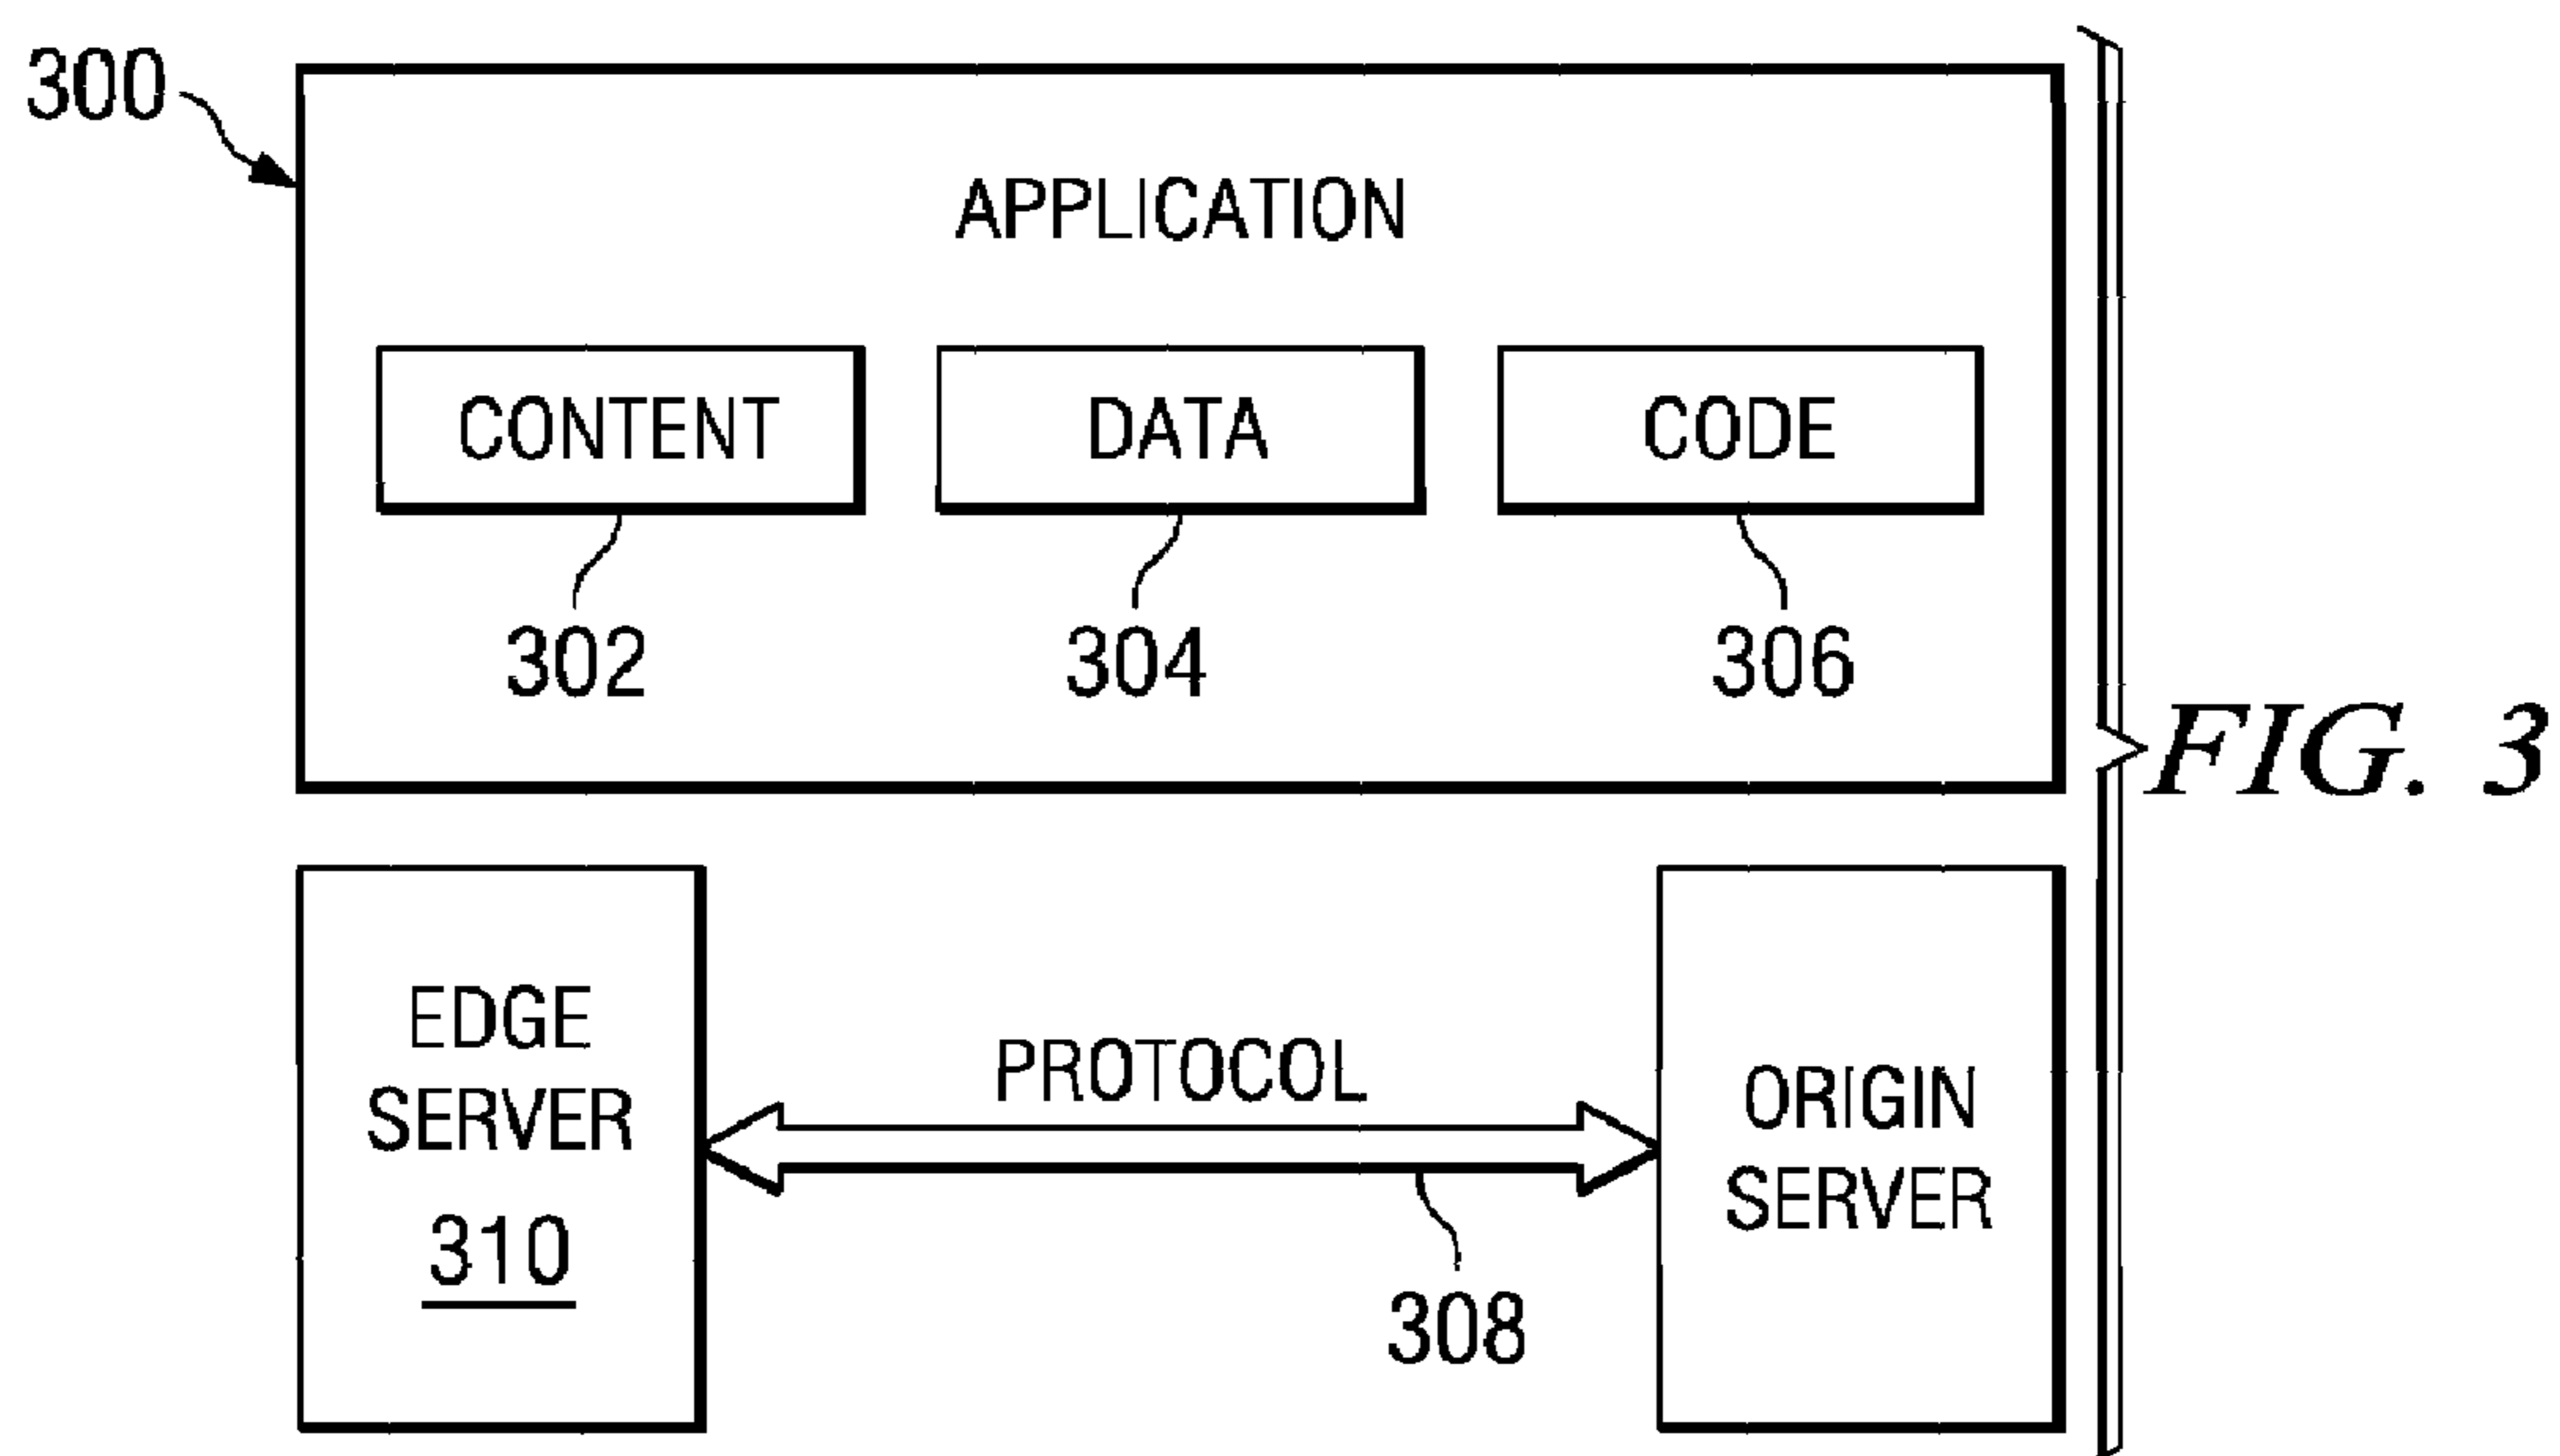 300
APPLICATION
CONTENT
DATA
CODE
302
304
306
FIG. 3
EDGE
SERVER
310
PROTOCOL
308
ORIGIN
SERVER